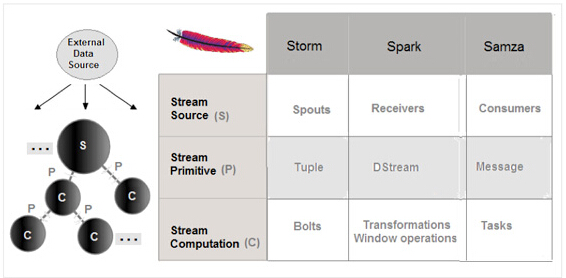 External
Data
Source
...
S
P
P
C
C
P
P
C
C
...
Storm
Spark
Samza
Stream
Source (S)
Spouts
Receivers
Consumers
Stream
Primitive (P)
Tuple
DStream
Message
Stream
Computation (C)
Bolts
Transformations
Window operations
Tasks